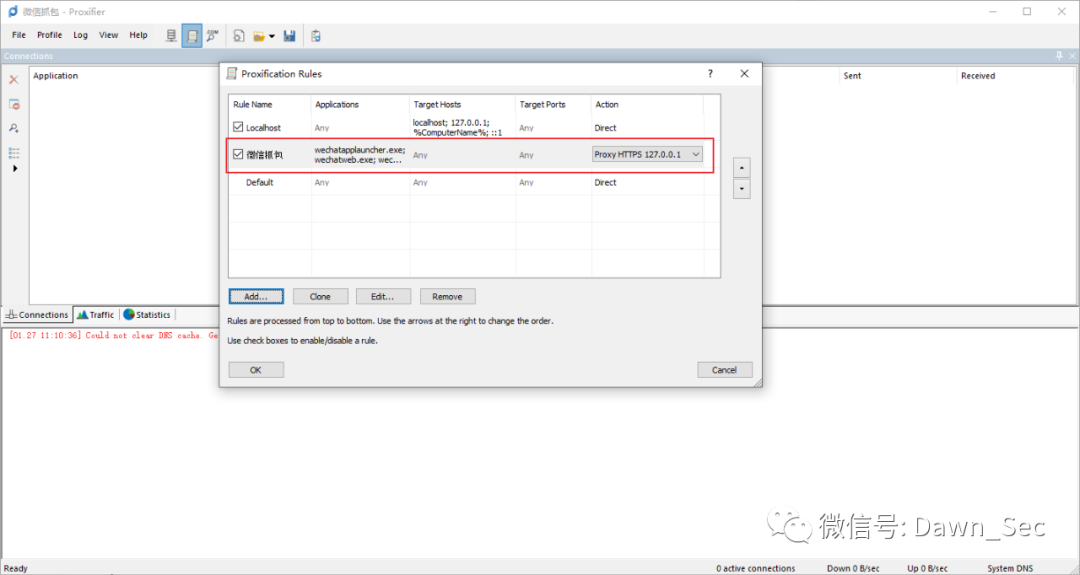 微信抓包 - Proxifier
File Profile Log View Help
Connections
Application Sent Received
Proxification Rules ?
Rule Name Applications Target Hosts Target Ports Action
Localhost Any localhost; 127.0.0.1; %ComputerName%; ::1 Any Direct
微信抓包 wechatapplauncher.exe; wechatweb.exe; wec... Any Any Proxy HTTPS 127.0.0.1
Default Any Any Any Direct
Add... Clone Edit... Remove
Rules are processed from top to bottom. Use the arrows at the right to change the order.
Use check boxes to enable/disable a rule.
OK Cancel
Connections Traffic Statistics
[01.27 11:10:36] Could not clear DNS cache. Ge
微信号: Dawn_Sec
Ready 0 active connections Down 0 B/sec Up 0 B/sec System DNS